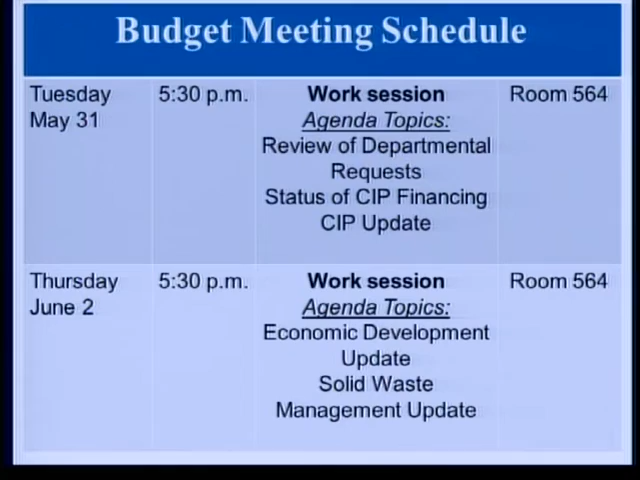 Budget Meeting Schedule
Tuesday
May 31
5:30 p.m.
Work session
Agenda Topics:
Review of Departmental
Requests
Status of CIP Financing
CIP Update
Room 564
Thursday
June 2
5:30 p.m.
Work session
Agenda Topics:
Economic Development
Update
Solid Waste
Management Update
Room 564